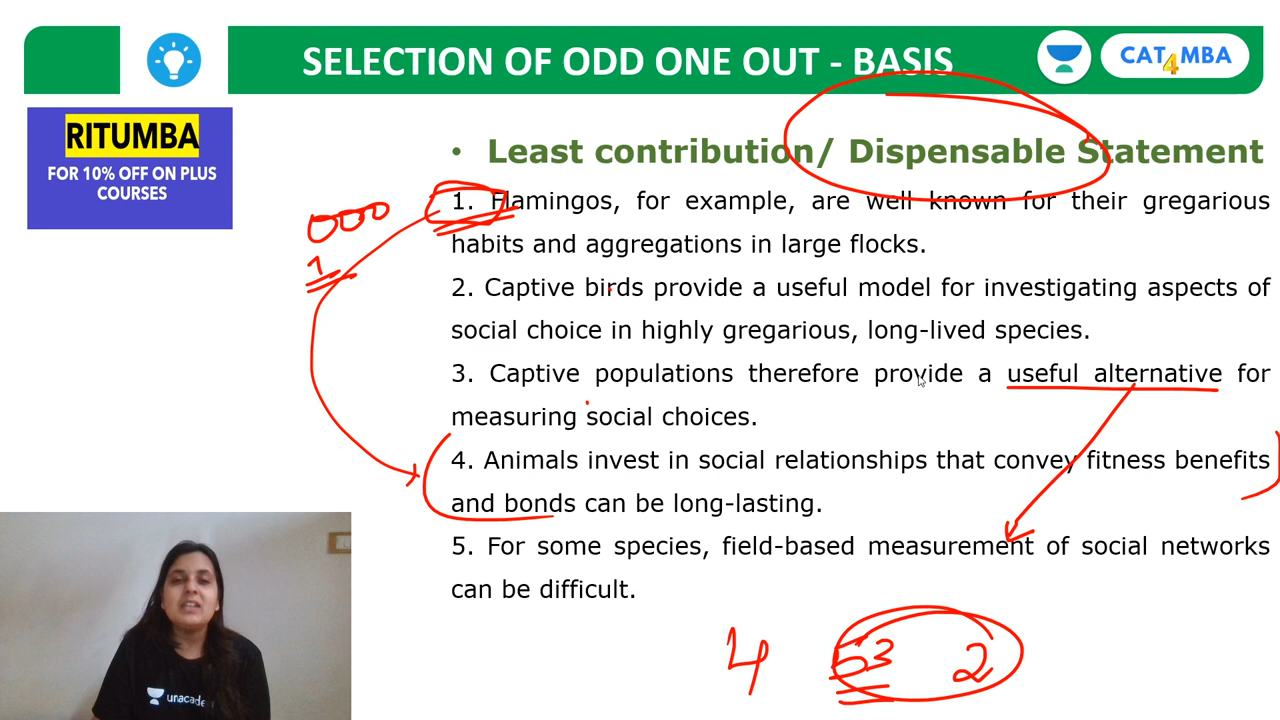 SELECTION OF ODD ONE OUT - BASIS
CAT4MBA
RITUMBA
FOR 10% OFF ON PLUS
COURSES
• Least contribution/ Dispensable Statement
1. Flamingos, for example, are well known for their gregarious
habits and aggregations in large flocks.
2. Captive birds provide a useful model for investigating aspects of
social choice in highly gregarious, long-lived species.
3. Captive populations therefore provide a useful alternative for
measuring social choices.
4. Animals invest in social relationships that convey fitness benefits
and bonds can be long-lasting.
5. For some species, field-based measurement of social networks
can be difficult.
1
4 53 2